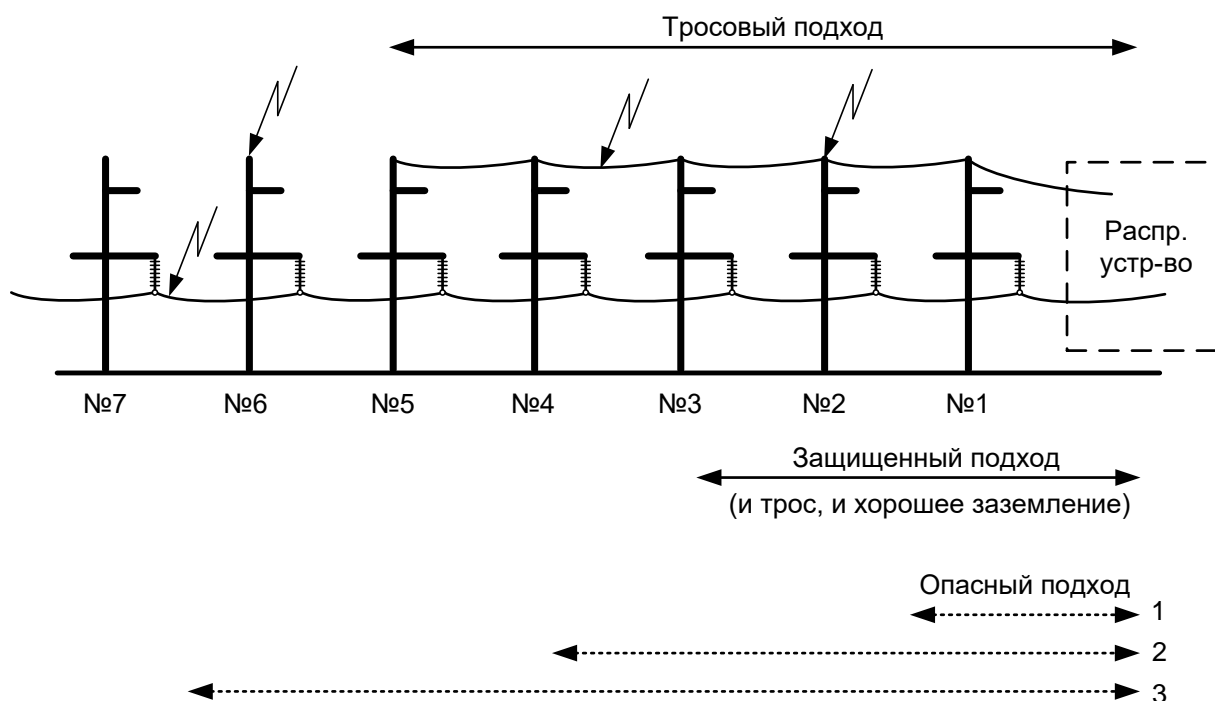 Тросовый подход
Распр.
устр-во
№7 №6 №5 №4 №3 №2 №1
Защищенный подход
(и трос, и хорошее заземление)
Опасный подход
1
2
3